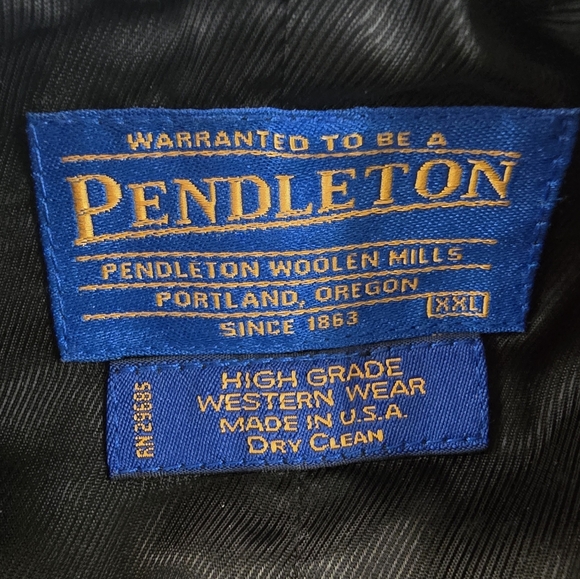 WARRANTED TO BE A
PENDLETON
PENDLETON WOOLEN MILLS
PORTLAND, OREGON
XXL
SINCE 1863
RN 29685
HIGH GRADE
WESTERN WEAR
MADE IN U.S.A.
DRY CLEAN